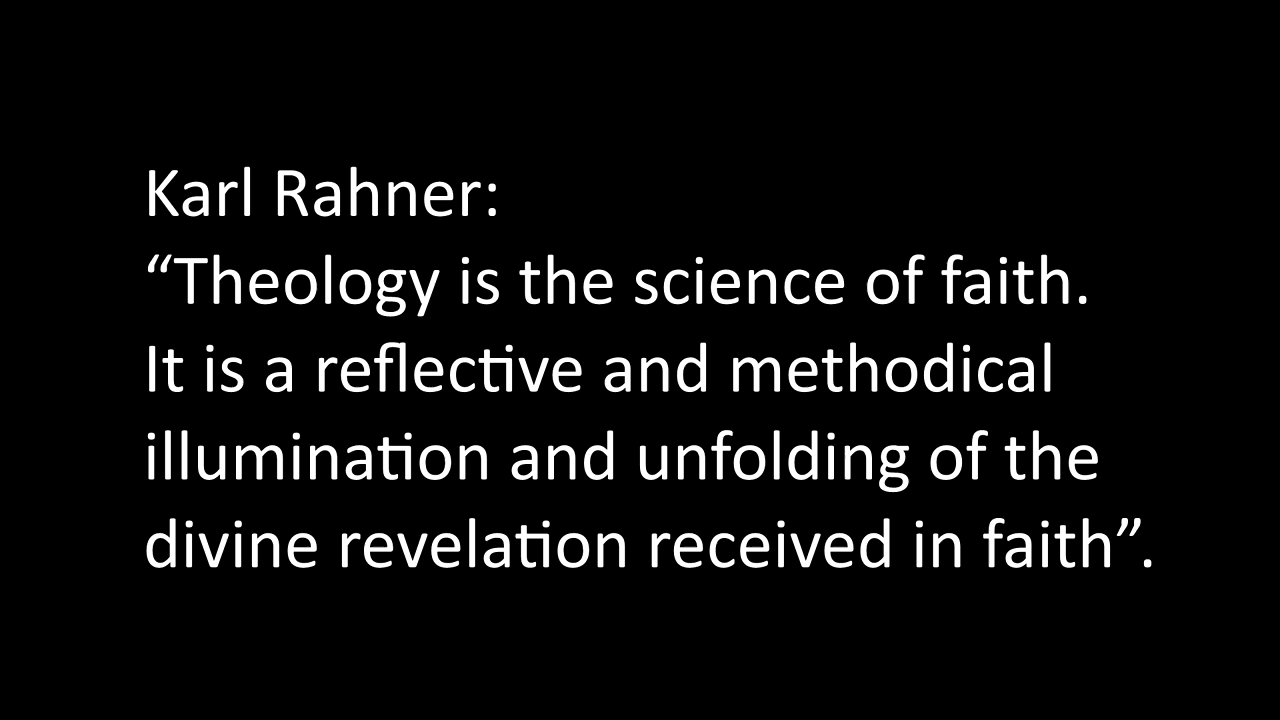 Karl Rahner:
“Theology is the science of faith.
It is a reflective and methodical
illumination and unfolding of the
divine revelation received in faith”.